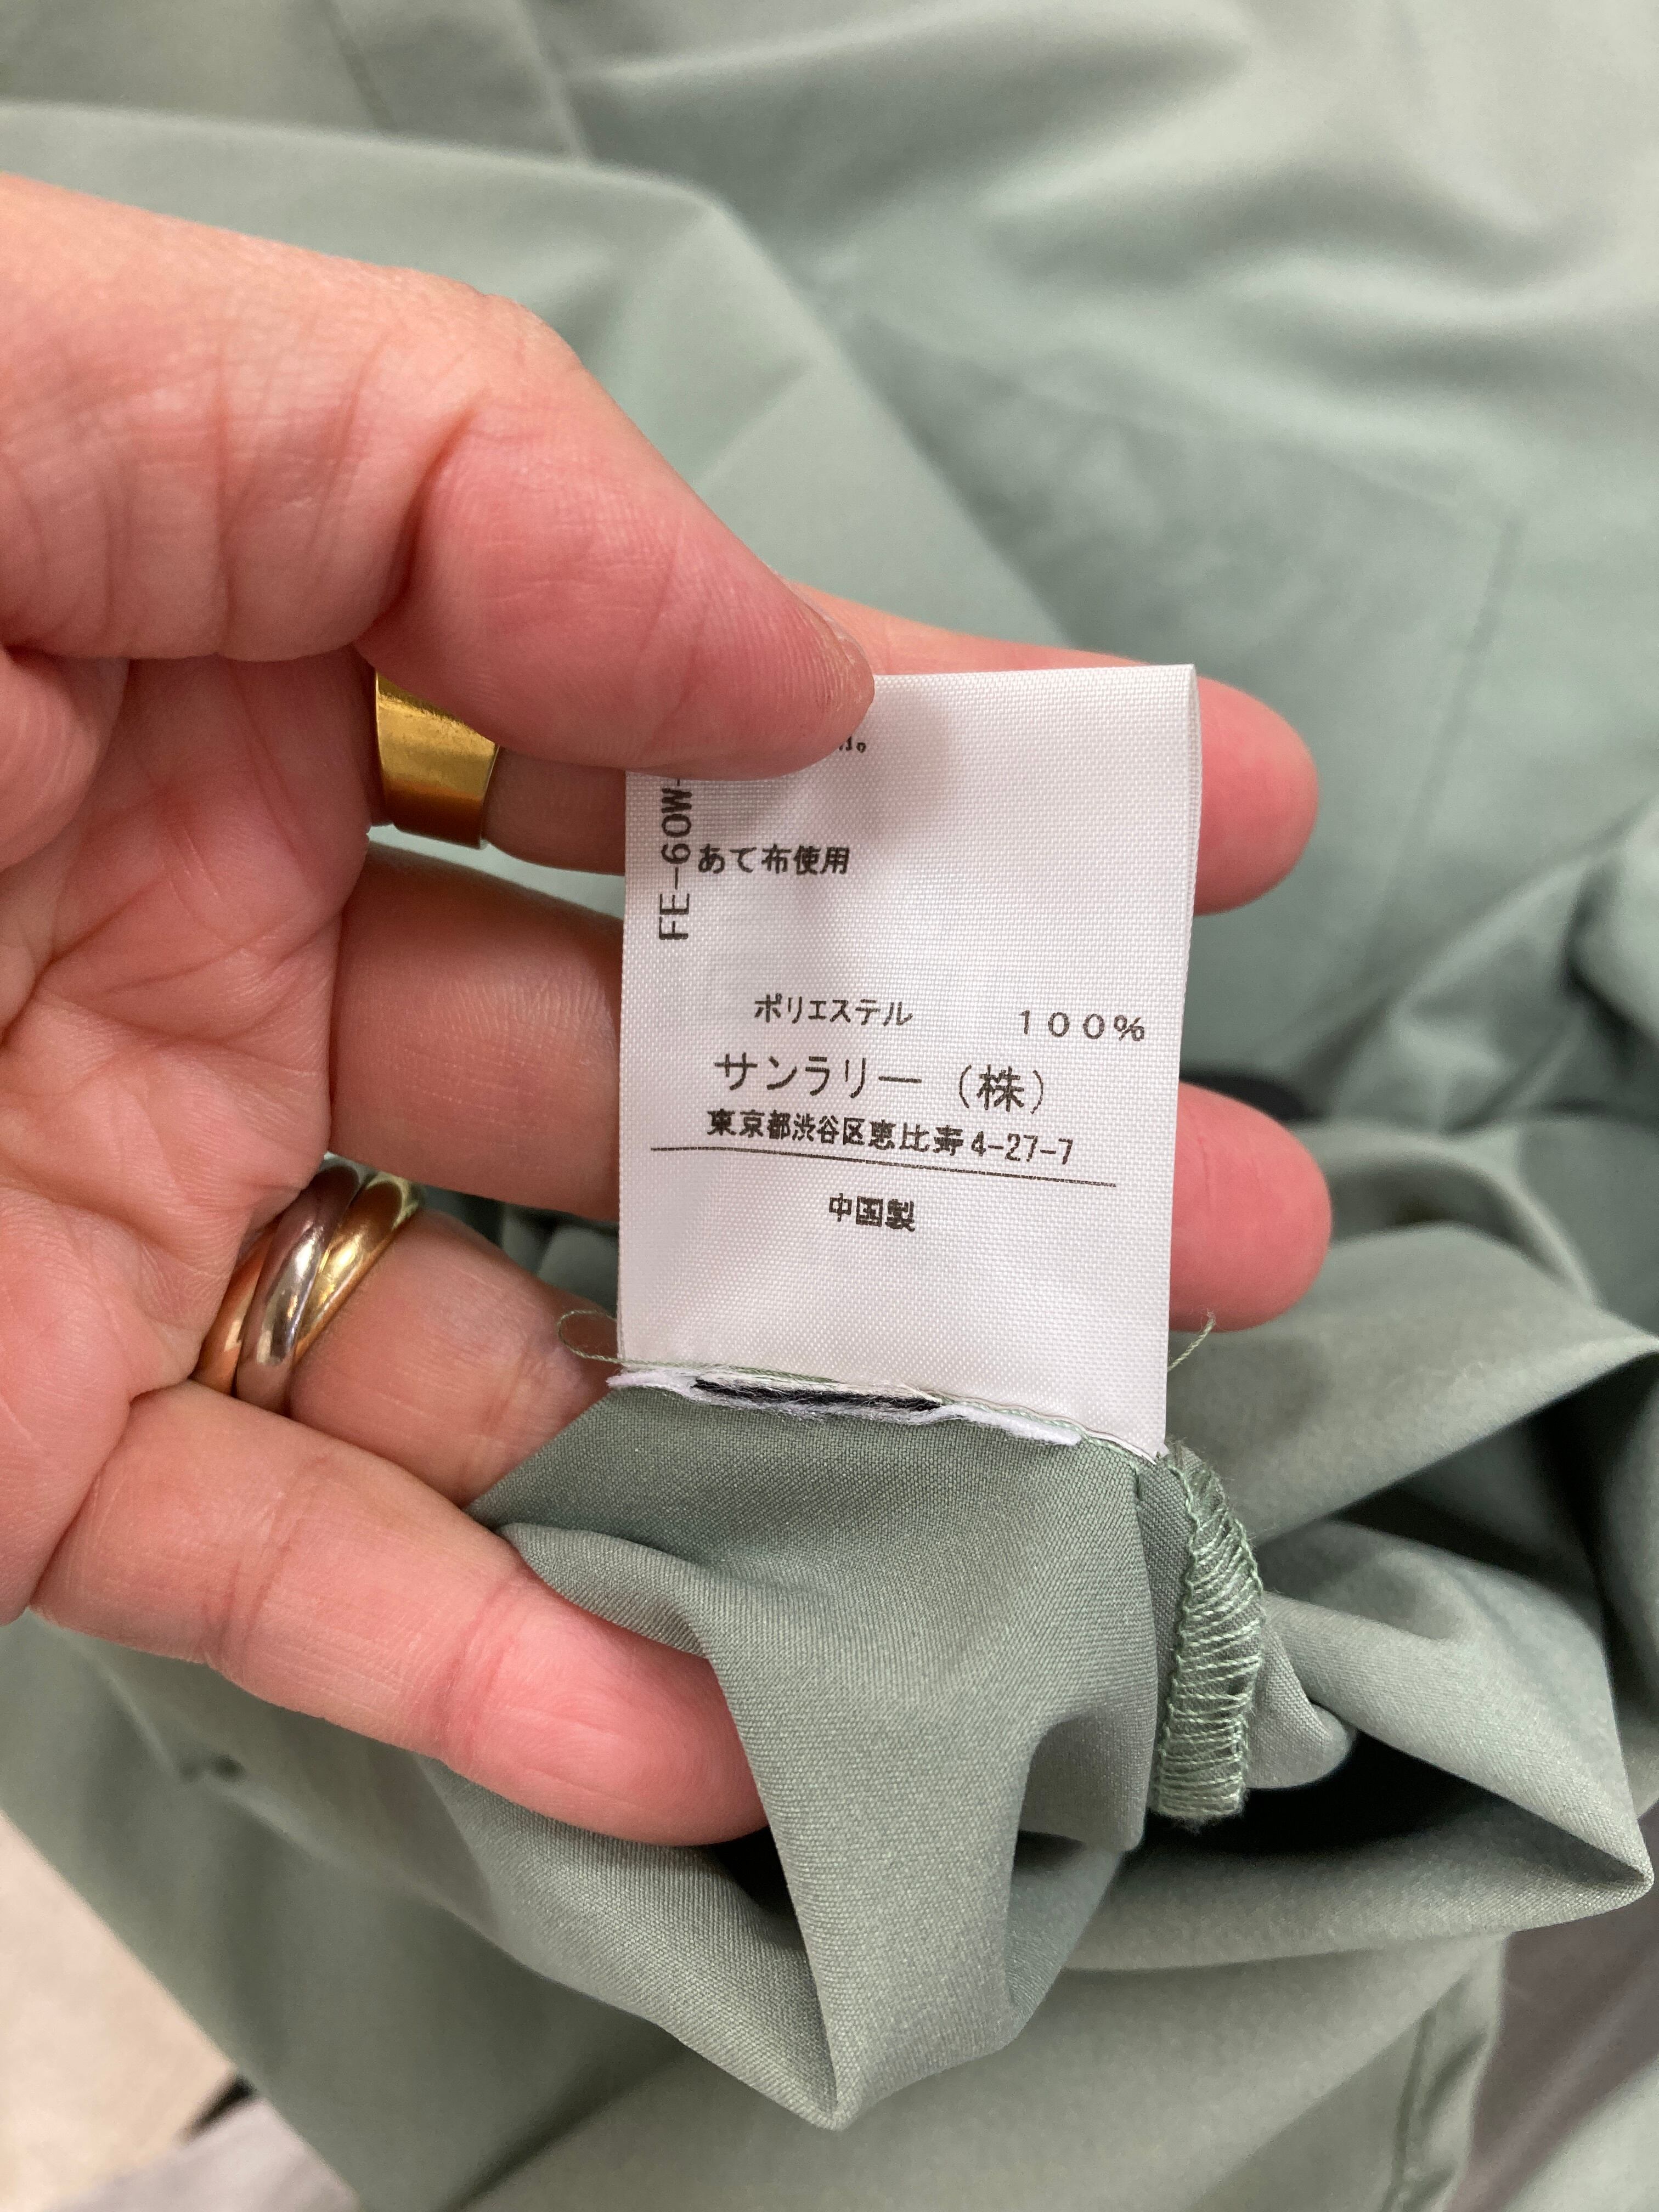 FE-60W-
あて布使用
ポリエステル 100%
サンラリー(株)
東京都渋谷区恵比寿4-27-7
中国製